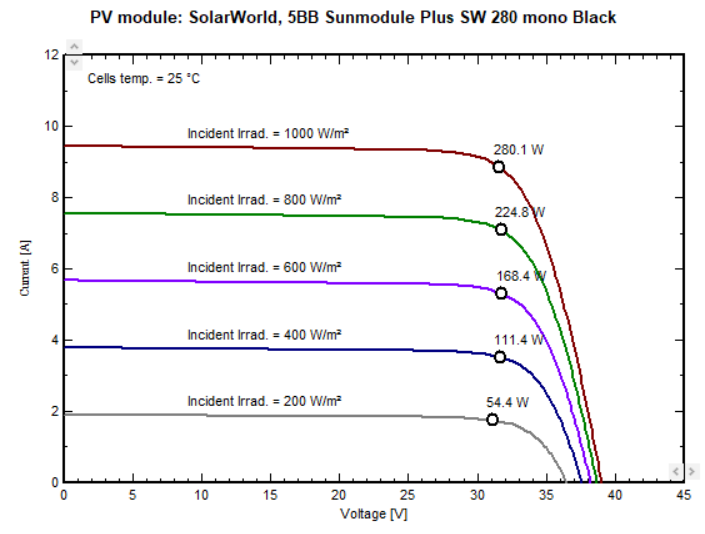 PV module: SolarWorld, 5BB Sunmodule Plus SW 280 mono Black
12
Cells temp. = 25 °C
Incident Irrad. = 1000 W/m²
280.1 W
10
Incident Irrad. = 800 W/m²
224.8 W
8
Incident Irrad. = 600 W/m²
168.4 W
6
Current [A]
Incident Irrad. = 400 W/m²
111.4 W
4
Incident Irrad. = 200 W/m²
54.4 W
2
0
0 5 10 15 20 25 30 35 40 45
Voltage [V]